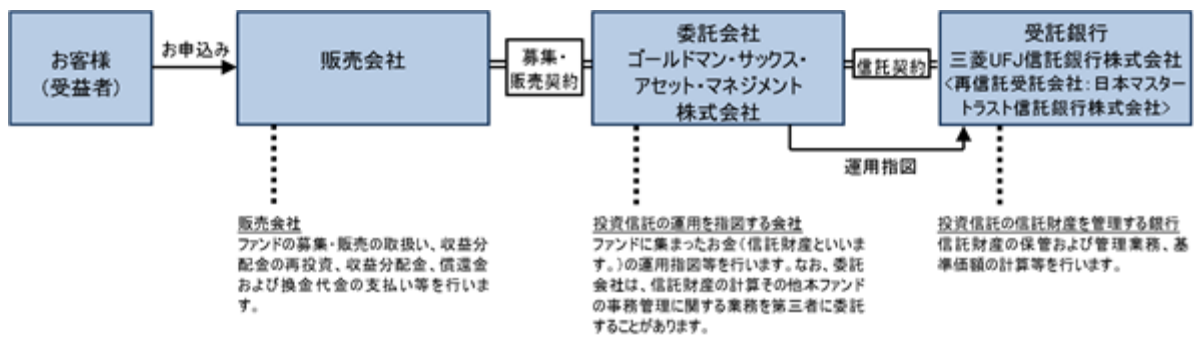 お客様
（受益者）
お申込み
販売会社
募集・
販売契約
委託会社
ゴールドマン・サックス・
アセット・マネジメント
株式会社
信託契約
受託銀行
三菱UFJ信託銀行株式会社
＜再信託受託会社：日本マスター
トラスト信託銀行株式会社＞
運用指図
販売会社
ファンドの募集・販売の取扱い、収益分
配金の再投資、収益分配金、償還金
および換金代金の支払い等を行いま
す。
投資信託の運用を指図する会社
ファンドに集まったお金（信託財産といいま
す。）の運用指図等を行います。なお、委託
会社は、信託財産の計算その他本ファンド
の事務管理に関する業務を第三者に委託
することがあります。
投資信託の信託財産を管理する銀行
信託財産の保管および管理業務、基
準価額の計算等を行います。